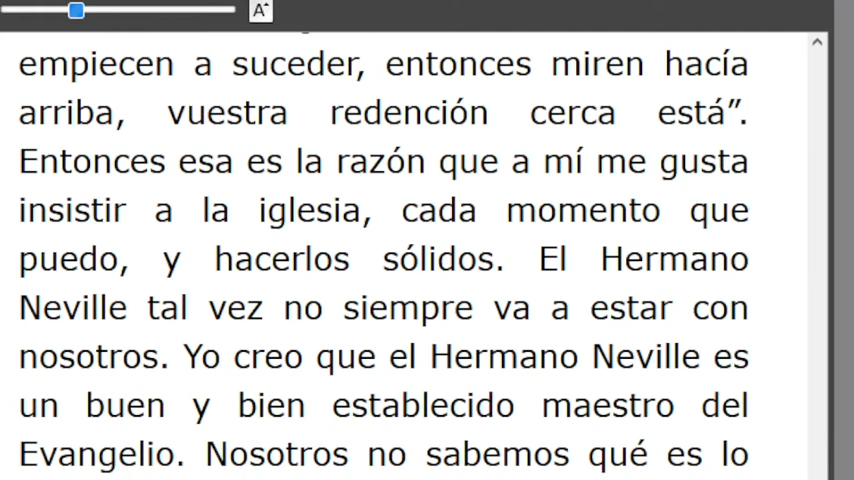 A
empiecen a suceder, entonces miren hacía
arriba, vuestra redención cerca está”.
Entonces esa es la razón que a mí me gusta
insistir a la iglesia, cada momento que
puedo, y hacerlos sólidos. El Hermano
Neville tal vez no siempre va a estar con
nosotros. Yo creo que el Hermano Neville es
un buen y bien establecido maestro del
Evangelio. Nosotros no sabemos qué es lo